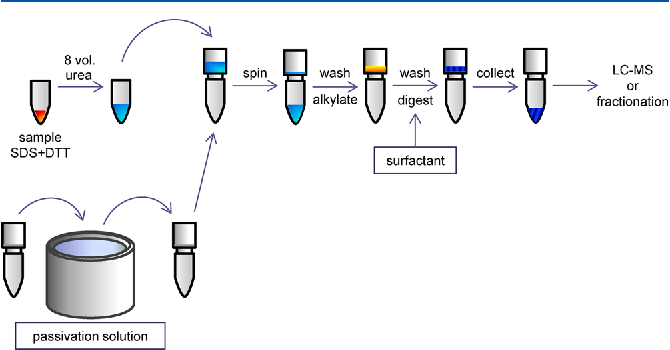 8 vol.
urea
sample
SDS+DTT
spin
wash
alkylate
wash
digest
surfactant
collect
LC-MS
or
fractionation
passivation solution